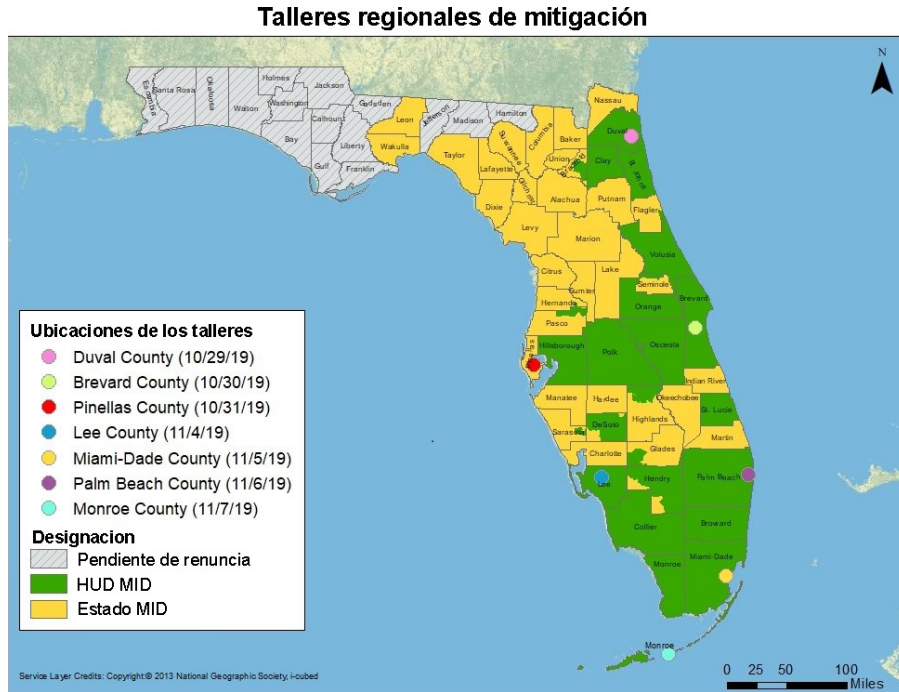 Talleres regionales de mitigación
N
Escambia
Santa Rosa
Okaloosa
Walton
Holmes
Washington
Jackson
Bay
Calhoun
Gulf
Gadsden
Liberty
Franklin
Leon
Wakulla
Jefferson
Madison
Hamilton
Taylor
Lafayette
Suwannee
Columbia
Dixie
Gilchrist
Baker
Union
Bradford
Nassau
Duval
Clay
St. Johns
Alachua
Putnam
Flagler
Levy
Marion
Volusia
Citrus
Sumter
Lake
Seminole
Hernando
Orange
Brevard
Pasco
Pinellas
Hillsborough
Polk
Osceola
Indian River
Manatee
Hardee
Okeechobee
Highlands
St. Lucie
Sarasota
DeSoto
Martin
Charlotte
Glades
Lee
Hendry
Palm Beach
Collier
Broward
Monroe
Miami-Dade
Monroe
Ubicaciones de los talleres
Duval County (10/29/19)
Brevard County (10/30/19)
Pinellas County (10/31/19)
Lee County (11/4/19)
Miami-Dade County (11/5/19)
Palm Beach County (11/6/19)
Monroe County (11/7/19)
Designacion
Pendiente de renuncia
HUD MID
Estado MID
Service Layer Credits: Copyright:© 2013 National Geographic Society, i-cubed
0 25 50 100
Miles